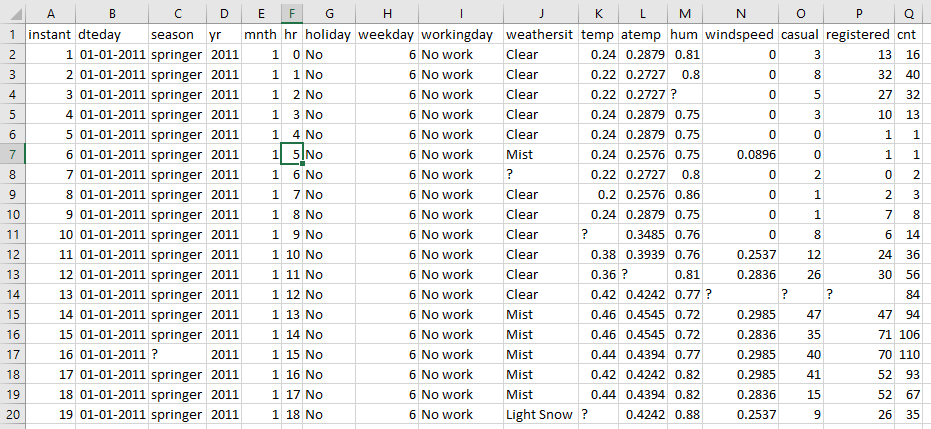 A B C D E F G H I J K L M N O P Q
1 instant dteday season yr mnth hr holiday weekday workingday weathersit temp atemp hum windspeed casual registered cnt
2 1 01-01-2011 springer 2011 1 0 No 6 No work Clear 0.24 0.2879 0.81 0 3 13 16
3 2 01-01-2011 springer 2011 1 1 No 6 No work Clear 0.22 0.2727 0.8 0 8 32 40
4 3 01-01-2011 springer 2011 1 2 No 6 No work Clear 0.22 0.2727 ? 0 5 27 32
5 4 01-01-2011 springer 2011 1 3 No 6 No work Clear 0.24 0.2879 0.75 0 3 10 13
6 5 01-01-2011 springer 2011 1 4 No 6 No work Clear 0.24 0.2879 0.75 0 0 1 1
7 6 01-01-2011 springer 2011 1 5 No 6 No work Mist 0.24 0.2576 0.75 0.0896 0 1 1
8 7 01-01-2011 springer 2011 1 6 No 6 No work ? 0.22 0.2727 0.8 0 2 0 2
9 8 01-01-2011 springer 2011 1 7 No 6 No work Clear 0.2 0.2576 0.86 0 1 2 3
10 9 01-01-2011 springer 2011 1 8 No 6 No work Clear 0.24 0.2879 0.75 0 1 7 8
11 10 01-01-2011 springer 2011 1 9 No 6 No work Clear ? 0.3485 0.76 0 8 6 14
12 11 01-01-2011 springer 2011 1 10 No 6 No work Clear 0.38 0.3939 0.76 0.2537 12 24 36
13 12 01-01-2011 springer 2011 1 11 No 6 No work Clear 0.36 ? 0.81 0.2836 26 30 56
14 13 01-01-2011 springer 2011 1 12 No 6 No work Clear 0.42 0.4242 0.77 ? ? ? 84
15 14 01-01-2011 springer 2011 1 13 No 6 No work Mist 0.46 0.4545 0.72 0.2985 47 47 94
16 15 01-01-2011 springer 2011 1 14 No 6 No work Mist 0.46 0.4545 0.72 0.2836 35 71 106
17 16 01-01-2011 ? 2011 1 15 No 6 No work Mist 0.44 0.4394 0.77 0.2985 40 70 110
18 17 01-01-2011 springer 2011 1 16 No 6 No work Mist 0.42 0.4242 0.82 0.2985 41 52 93
19 18 01-01-2011 springer 2011 1 17 No 6 No work Mist 0.44 0.4394 0.82 0.2836 15 52 67
20 19 01-01-2011 springer 2011 1 18 No 6 No work Light Snow ? 0.4242 0.88 0.2537 9 26 35